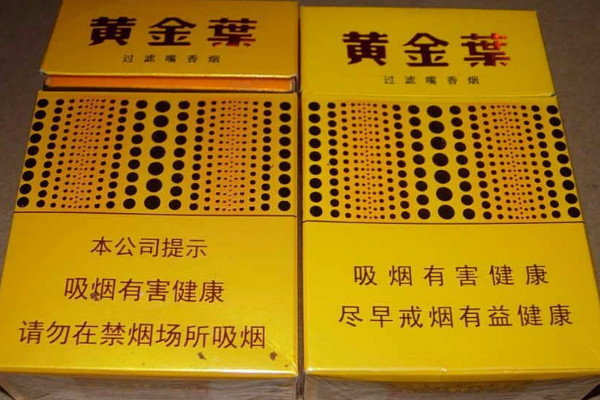 黄金葉
过滤嘴香烟
本公司提示
吸烟有害健康
请勿在禁烟场所吸烟
黄金葉
过滤嘴香烟
吸烟有害健康
尽早戒烟有益健康